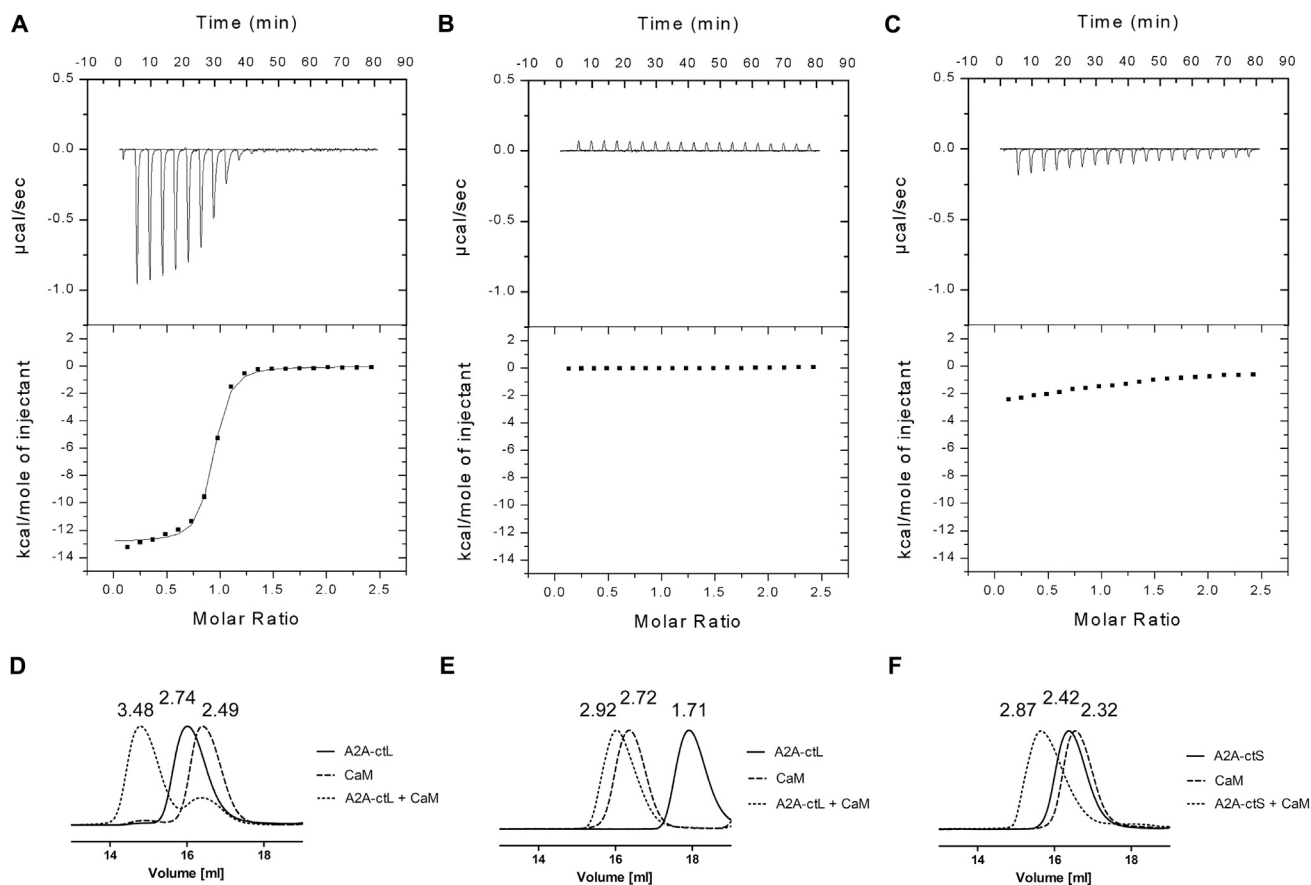 A
Time (min)
-10 0 10 20 30 40 50 60 70 80 90
0.5
0.0
-0.5
-1.0
µcal/sec
2
0
-2
-4
-6
-8
-10
-12
-14
kcal/mole of injectant
0.0 0.5 1.0 1.5 2.0 2.5
Molar Ratio
B
Time (min)
-10 0 10 20 30 40 50 60 70 80 90
0.5
0.0
-0.5
-1.0
µcal/sec
2
0
-2
-4
-6
-8
-10
-12
-14
kcal/mole of injectant
0.0 0.5 1.0 1.5 2.0 2.5
Molar Ratio
C
Time (min)
-10 0 10 20 30 40 50 60 70 80 90
0.5
0.0
-0.5
-1.0
µcal/sec
2
0
-2
-4
-6
-8
-10
-12
-14
kcal/mole of injectant
0.0 0.5 1.0 1.5 2.0 2.5
Molar Ratio
D
2.74
3.48 2.49
A2A-ctL
CaM
A2A-ctL + CaM
14 16 18
Volume [ml]
E
2.72
2.92 1.71
A2A-ctL
CaM
A2A-ctL + CaM
14 16 18
Volume [ml]
F
2.42
2.87 2.32
A2A-ctS
CaM
A2A-ctS + CaM
14 16 18
Volume [ml]